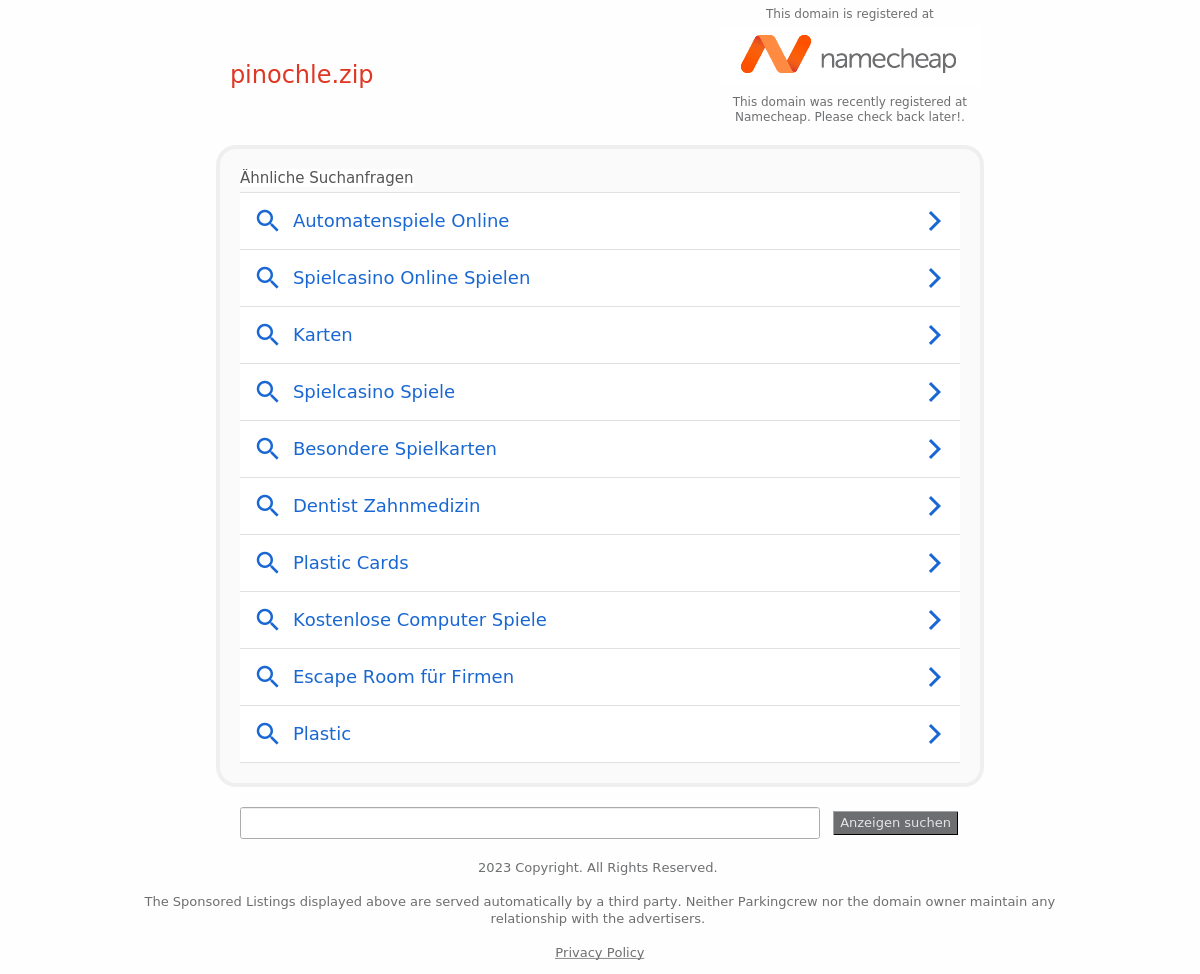 This domain is registered at
namecheap
pinochle.zip
This domain was recently registered at
Namecheap. Please check back later!.
Ähnliche Suchanfragen
Automatenspiele Online
Spielcasino Online Spielen
Karten
Spielcasino Spiele
Besondere Spielkarten
Dentist Zahnmedizin
Plastic Cards
Kostenlose Computer Spiele
Escape Room für Firmen
Plastic
Anzeigen suchen
2023 Copyright. All Rights Reserved.
The Sponsored Listings displayed above are served automatically by a third party. Neither Parkingcrew nor the domain owner maintain any
relationship with the advertisers.
Privacy Policy